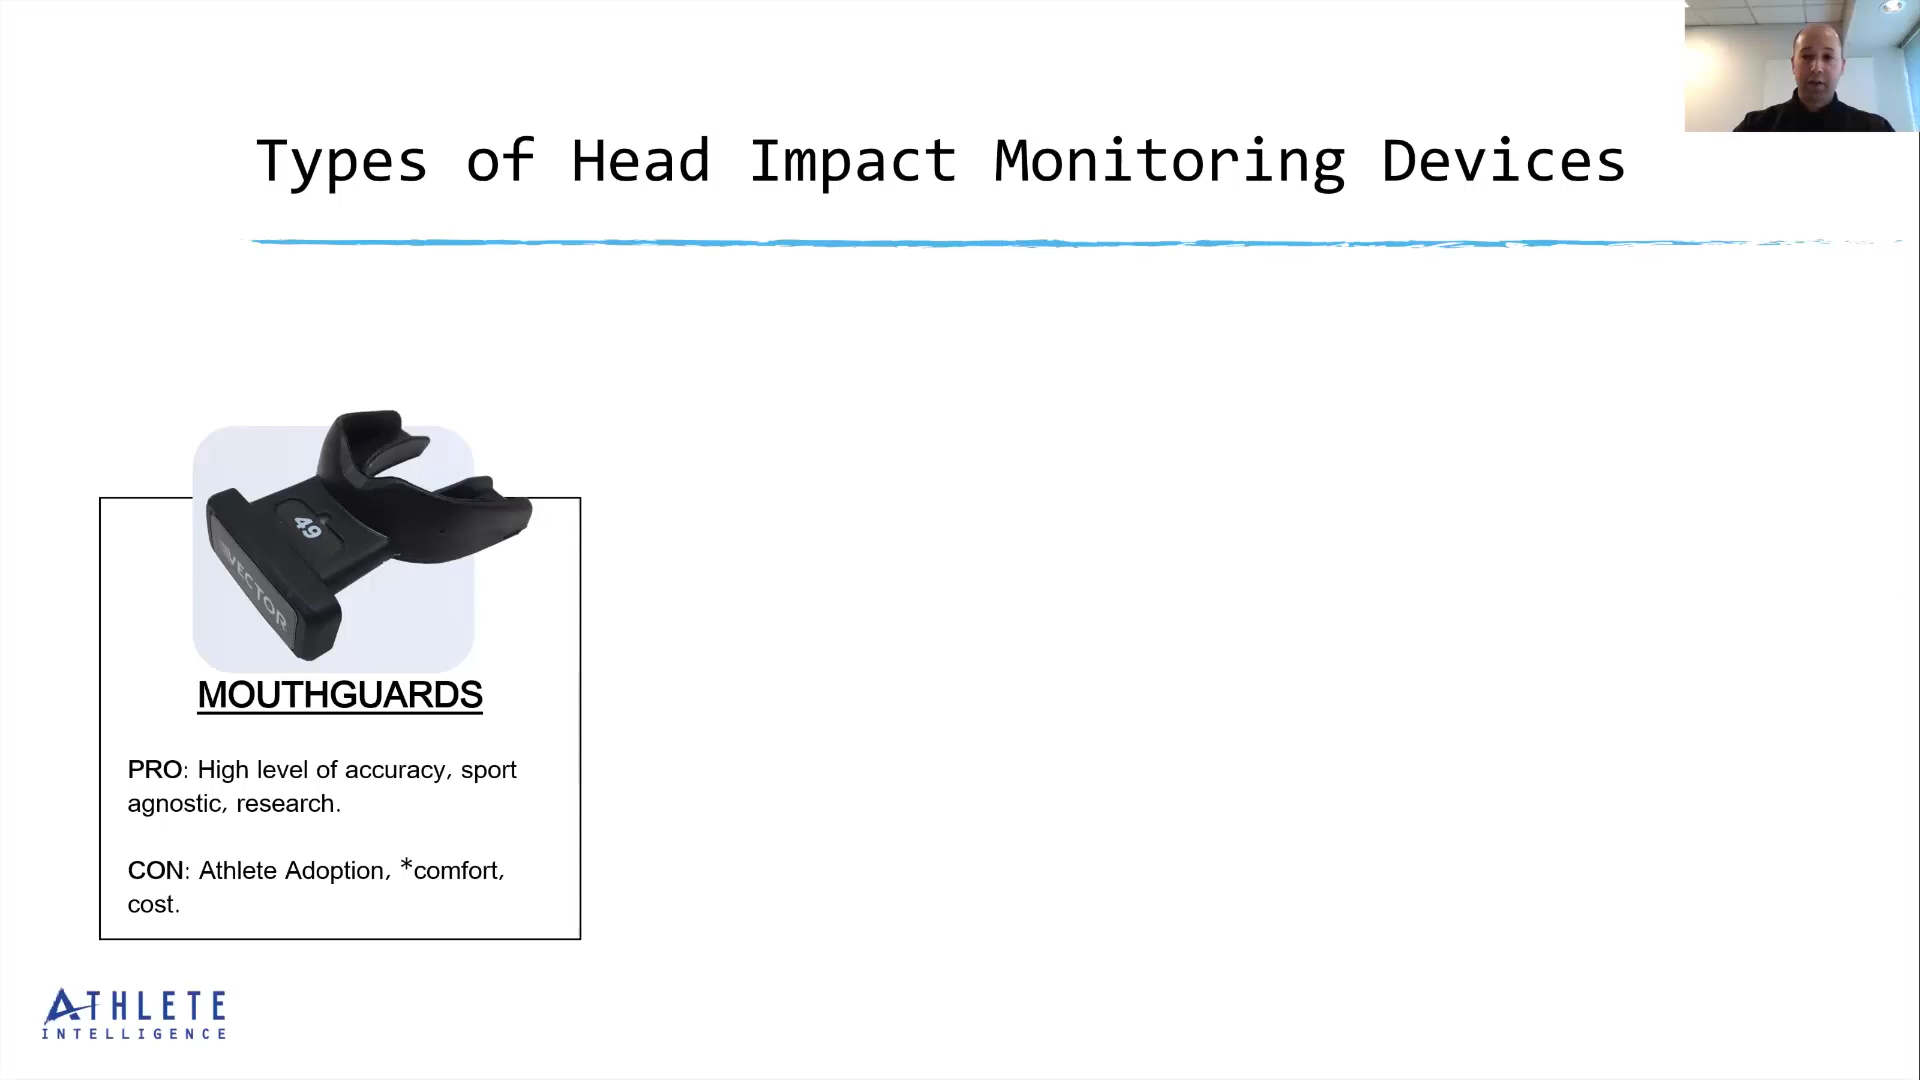 Types of Head Impact Monitoring Devices
49
VECTOR
MOUTHGUARDS
PRO: High level of accuracy, sport
agnostic, research.
CON: Athlete Adoption, *comfort,
cost.
ATHLETE
INTELLIGENCE